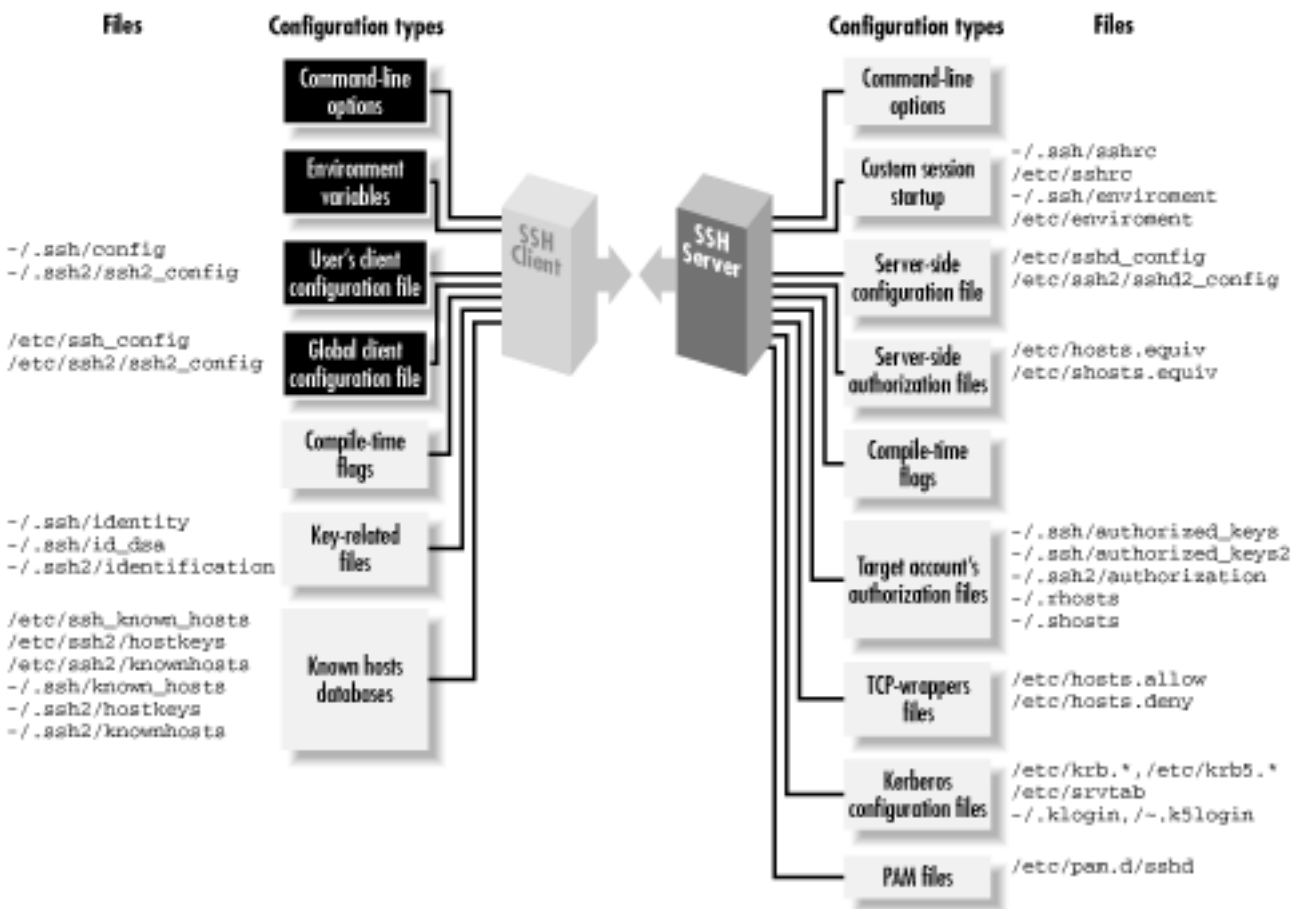 Files
Configuration types
Command-line
options
Environment
variables
-/.ssh/config
-/.ssh2/ssh2_config
User's client
configuration file
/etc/ssh_config
/etc/ssh2/ssh2_config
Global client
configuration file
Compile-time
flags
-/.ssh/identity
-/.ssh/id_dsa
-/.ssh2/identification
Key-related
files
/etc/ssh_known_hosts
/etc/ssh2/hostkeys
/etc/ssh2/knownhosts
-/.ssh/known_hosts
-/.ssh2/hostkeys
-/.ssh2/knownhosts
Known hosts
databases
SSH
Client
SSH
Server
Configuration types
Files
Command-line
options
Custom session
startup
-/.ssh/sshrc
/etc/sshrc
-/.ssh/enviroment
/etc/enviroment
Server-side
configuration file
/etc/sshd_config
/etc/ssh2/sshd2_config
Server-side
authorization files
/etc/hosts.equiv
/etc/shosts.equiv
Compile-time
flags
Target account's
authorization files
-/.ssh/authorized_keys
-/.ssh/authorized_keys2
-/.ssh2/authorization
-/.rhosts
-/.shosts
TCP-wrappers
files
/etc/hosts.allow
/etc/hosts.deny
Kerberos
configuration files
/etc/krb.*,/etc/krb5.*
/etc/srvtab
-/.klogin,/~.k5login
PAM files
/etc/pam.d/sshd